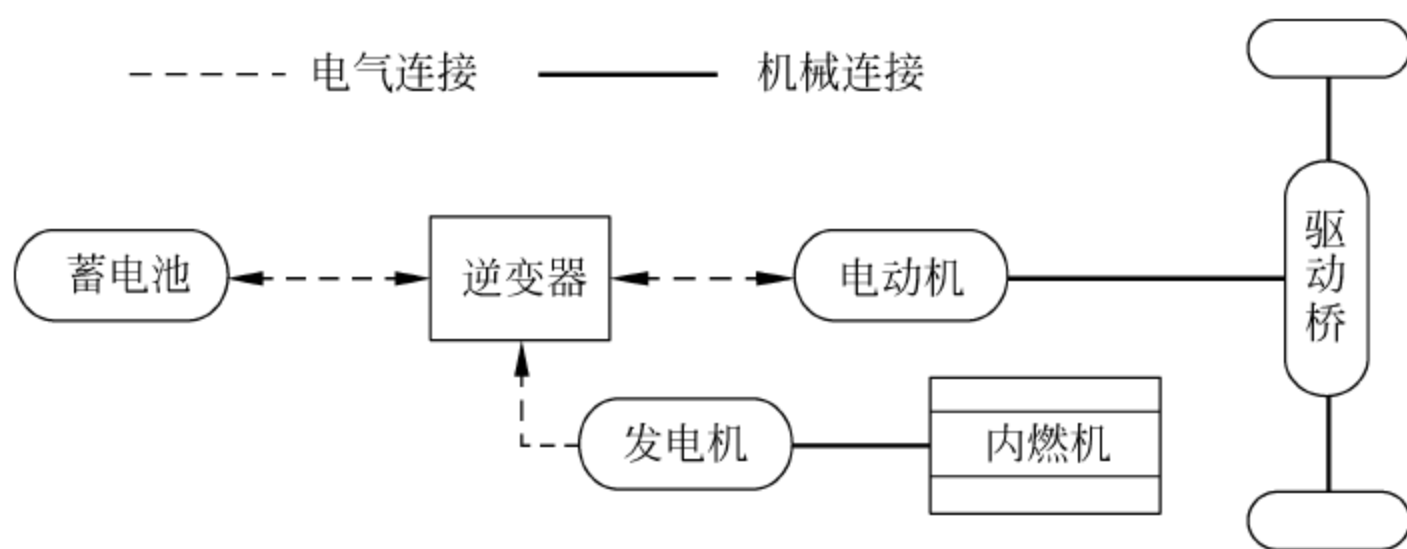 电气连接
机械连接
蓄电池
逆变器
电动机
驱动桥
发电机
内燃机